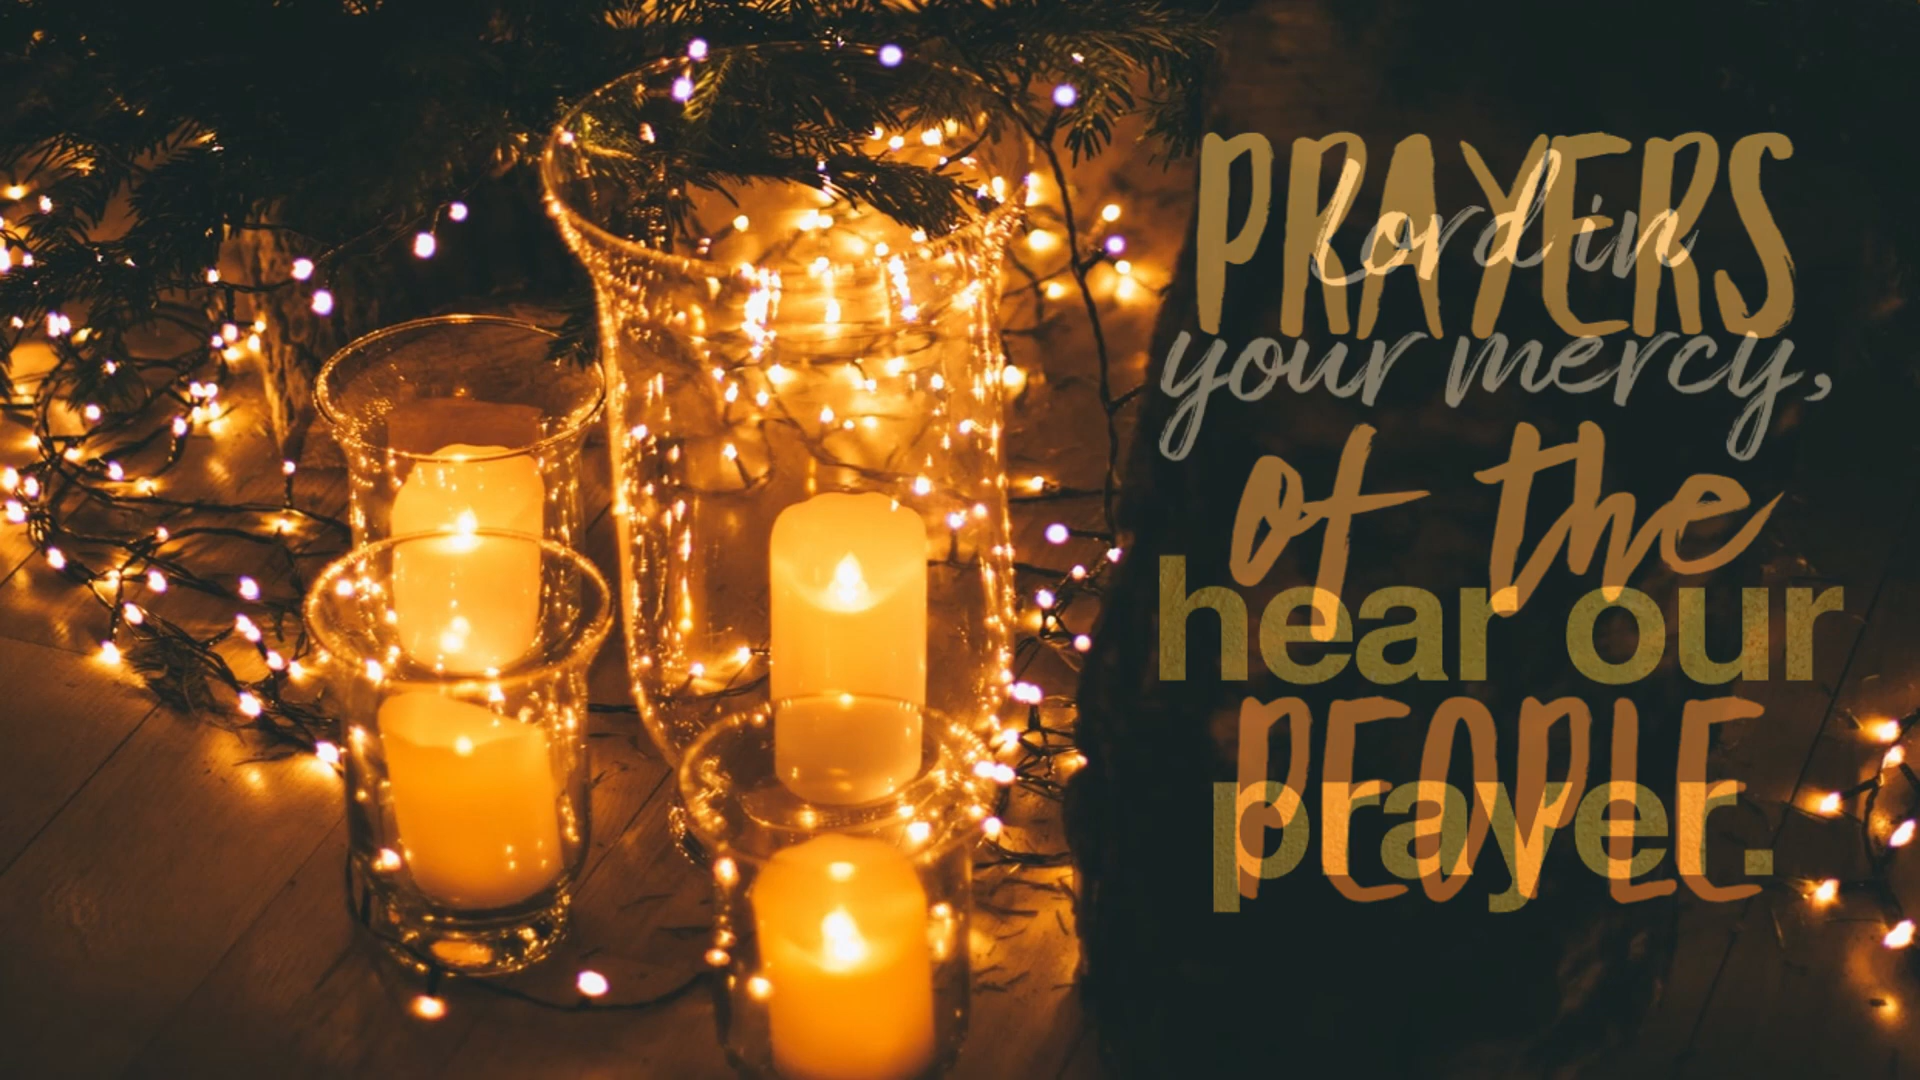 PRAYERS
lord in
your mercy,
of the
hear our
PEOPLE
prayer.